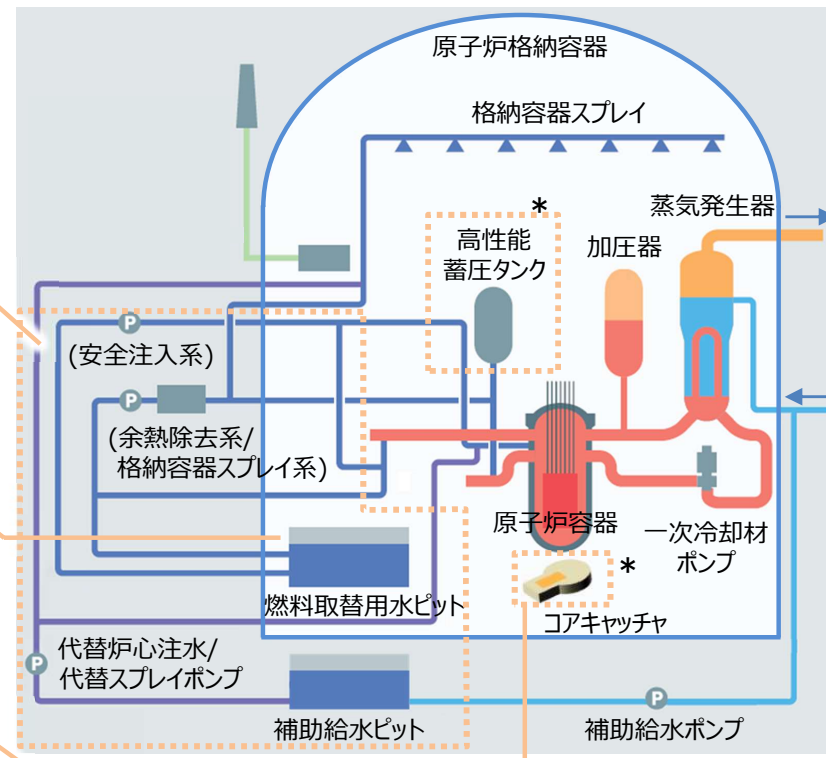 原子炉格納容器
格納容器スプレイ
*
蒸気発生器
高性能
蓄圧タンク
加圧器
P
(安全注入系)
P
(余熱除去系/
格納容器スプレイ系)
原子炉容器
一次冷却材
ポンプ
*
燃料取替用水ピット
コアキャッチャ
代替炉心注水/
代替スプレイポンプ
P
P
補助給水ピット
補助給水ポンプ